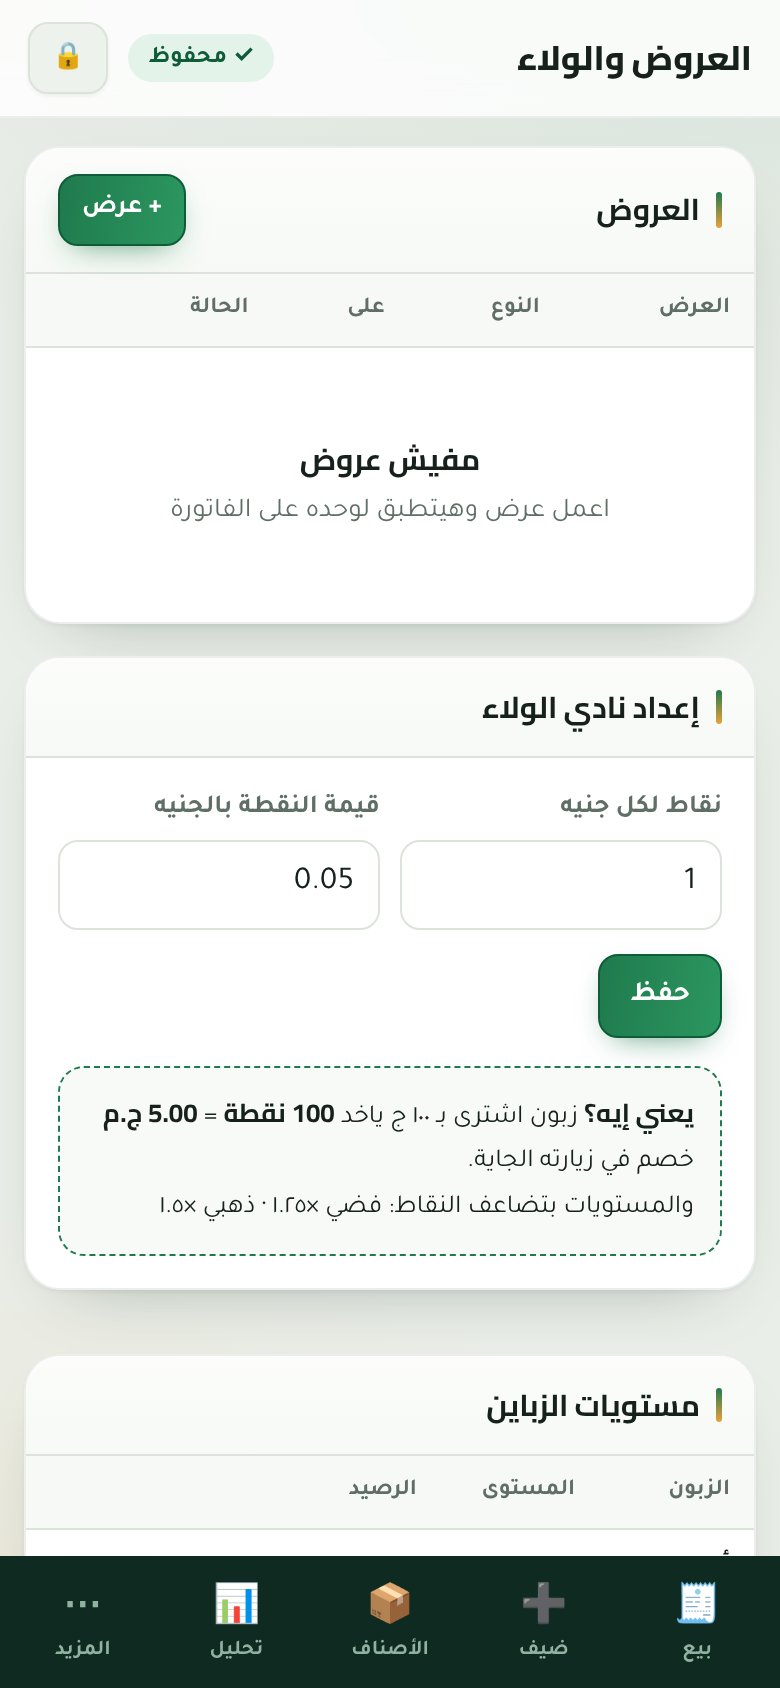 العروض والولاء
✓ محفوظ
العروض
+ عرض
العرض النوع على الحالة
مفيش عروض
اعمل عرض وهيتطبق لوحده على الفاتورة
إعداد نادي الولاء
نقاط لكل جنيه
قيمة النقطة بالجنيه
1
0.05
حفظ
يعني إيه؟ زبون اشترى بـ ١٠٠ ج ياخد 100 نقطة = 5.00 ج.م
خصم في زيارته الجاية.
والمستويات بتضاعف النقاط: فضي ×١.٢٥ · ذهبي ×١.٥
مستويات الزباين
الزبون المستوى الرصيد
بيع
ضيف
الأصناف
تحليل
المزيد